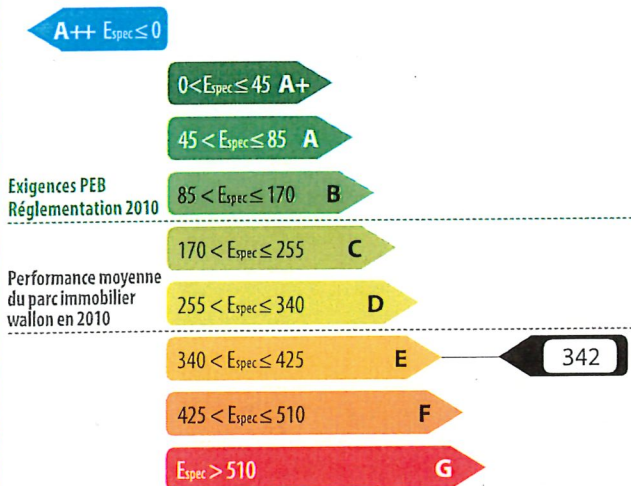 A++ Espec ≤ 0
0 < Espec ≤ 45 A+
45 < Espec ≤ 85 A
Exigences PEB
Réglementation 2010
85 < Espec ≤ 170 B
170 < Espec ≤ 255 C
Performance moyenne
du parc immobilier
wallon en 2010
255 < Espec ≤ 340 D
340 < Espec ≤ 425 E
342
425 < Espec ≤ 510 F
Espec > 510 G